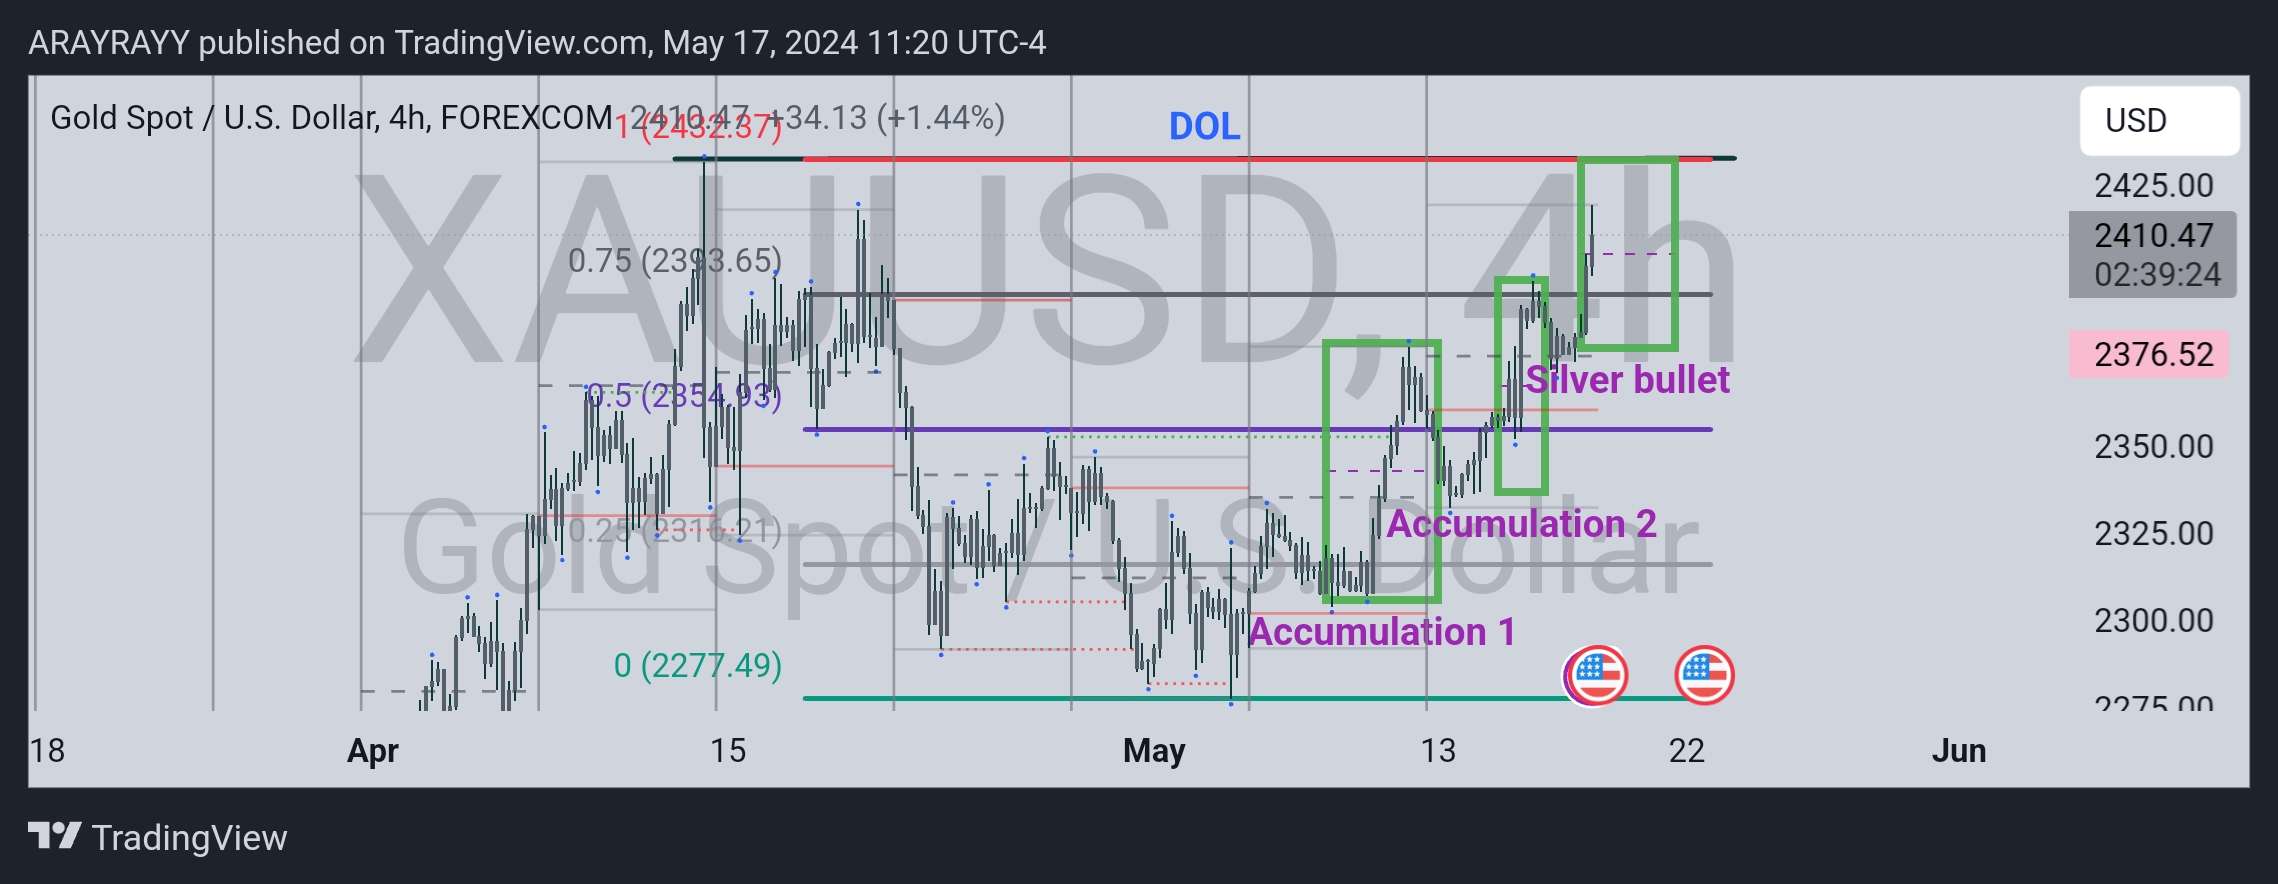 ARAYRAYY published on TradingView.com, May 17, 2024 11:20 UTC-4
Gold Spot / U.S. Dollar, 4h, FOREXCOM 2410.47 +34.13 (+1.44%)
1 (2432.37)
DOL
USD
XAUUSD, 4h
Gold Spot / U.S. Dollar
2425.00
2410.47
02:39:24
0.75 (2393.65)
2376.52
Silver bullet
0.5 (2354.93)
2350.00
Accumulation 2
0.25 (2316.21)
2325.00
2300.00
Accumulation 1
0 (2277.49)
2275.00
18 Apr 15 May 13 22 Jun
TradingView